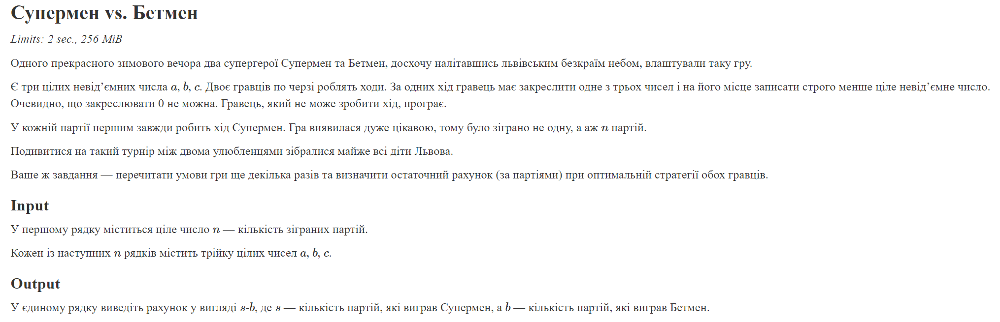 Супермен vs. Бетмен
Limits: 2 sec., 256 MiB
Одного прекрасного зимового вечора два супергерої Супермен та Бетмен, досхочу налітавшись львівським безкраїм небом, влаштували таку гру.
Є три цілих невід’ємних числа a, b, c. Двоє гравців по черзі роблять ходи. За одних хід гравець має закреслити одне з трьох чисел і на його місце записати строго менше ціле невід’ємне число.
Очевидно, що закреслювати 0 не можна. Гравець, який не може зробити хід, програє.
У кожній партії першим завжди робить хід Супермен. Гра виявилася дуже цікавою, тому було зіграно не одну, а аж n партій.
Подивитися на такий турнір між двома улюбленцями зібралися майже всі діти Львова.
Ваше ж завдання — перечитати умови гри ще декілька разів та визначити остаточний рахунок (за партіями) при оптимальній стратегії обох гравців.
Input
У першому рядку міститься ціле число n — кількість зіграних партій.
Кожен із наступних n рядків містить трійку цілих чисел a, b, c.
Output
У єдиному рядку виведіть рахунок у вигляді s-b, де s — кількість партій, які виграв Супермен, а b — кількість партій, які виграв Бетмен.